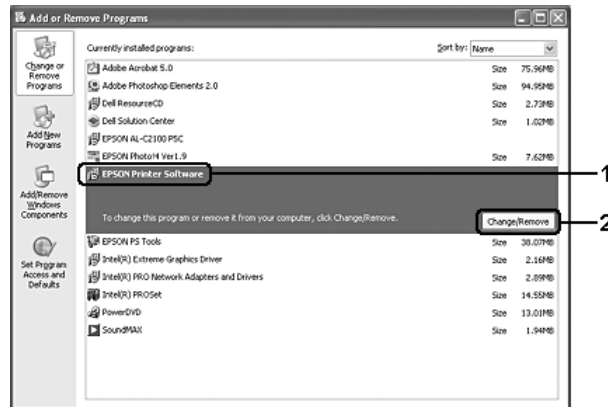 Add or Remove Programs
Change or
Remove
Programs
Add New
Programs
Add/Remove
Windows
Components
Set Program
Access and
Defaults
Currently installed programs:
Sort by: Name
Adobe Acrobat 5.0 Size 75.96MB
Adobe Photoshop Elements 2.0 Size 94.95MB
Dell ResourceCD Size 2.73MB
Dell Solution Center Size 1.02MB
EPSON AL-C2100 PSC
EPSON PhotoH4 Ver1.9 Size 7.62MB
EPSON Printer Software
1
To change this program or remove it from your computer, click Change/Remove.
Change/Remove
2
EPSON PS Tools Size 38.07MB
Intel(R) Extreme Graphics Driver Size 2.16MB
Intel(R) PRO Network Adapters and Drivers Size 2.89MB
Intel(R) PROSet Size 14.55MB
PowerDVD Size 13.01MB
SoundMAX Size 1.94MB